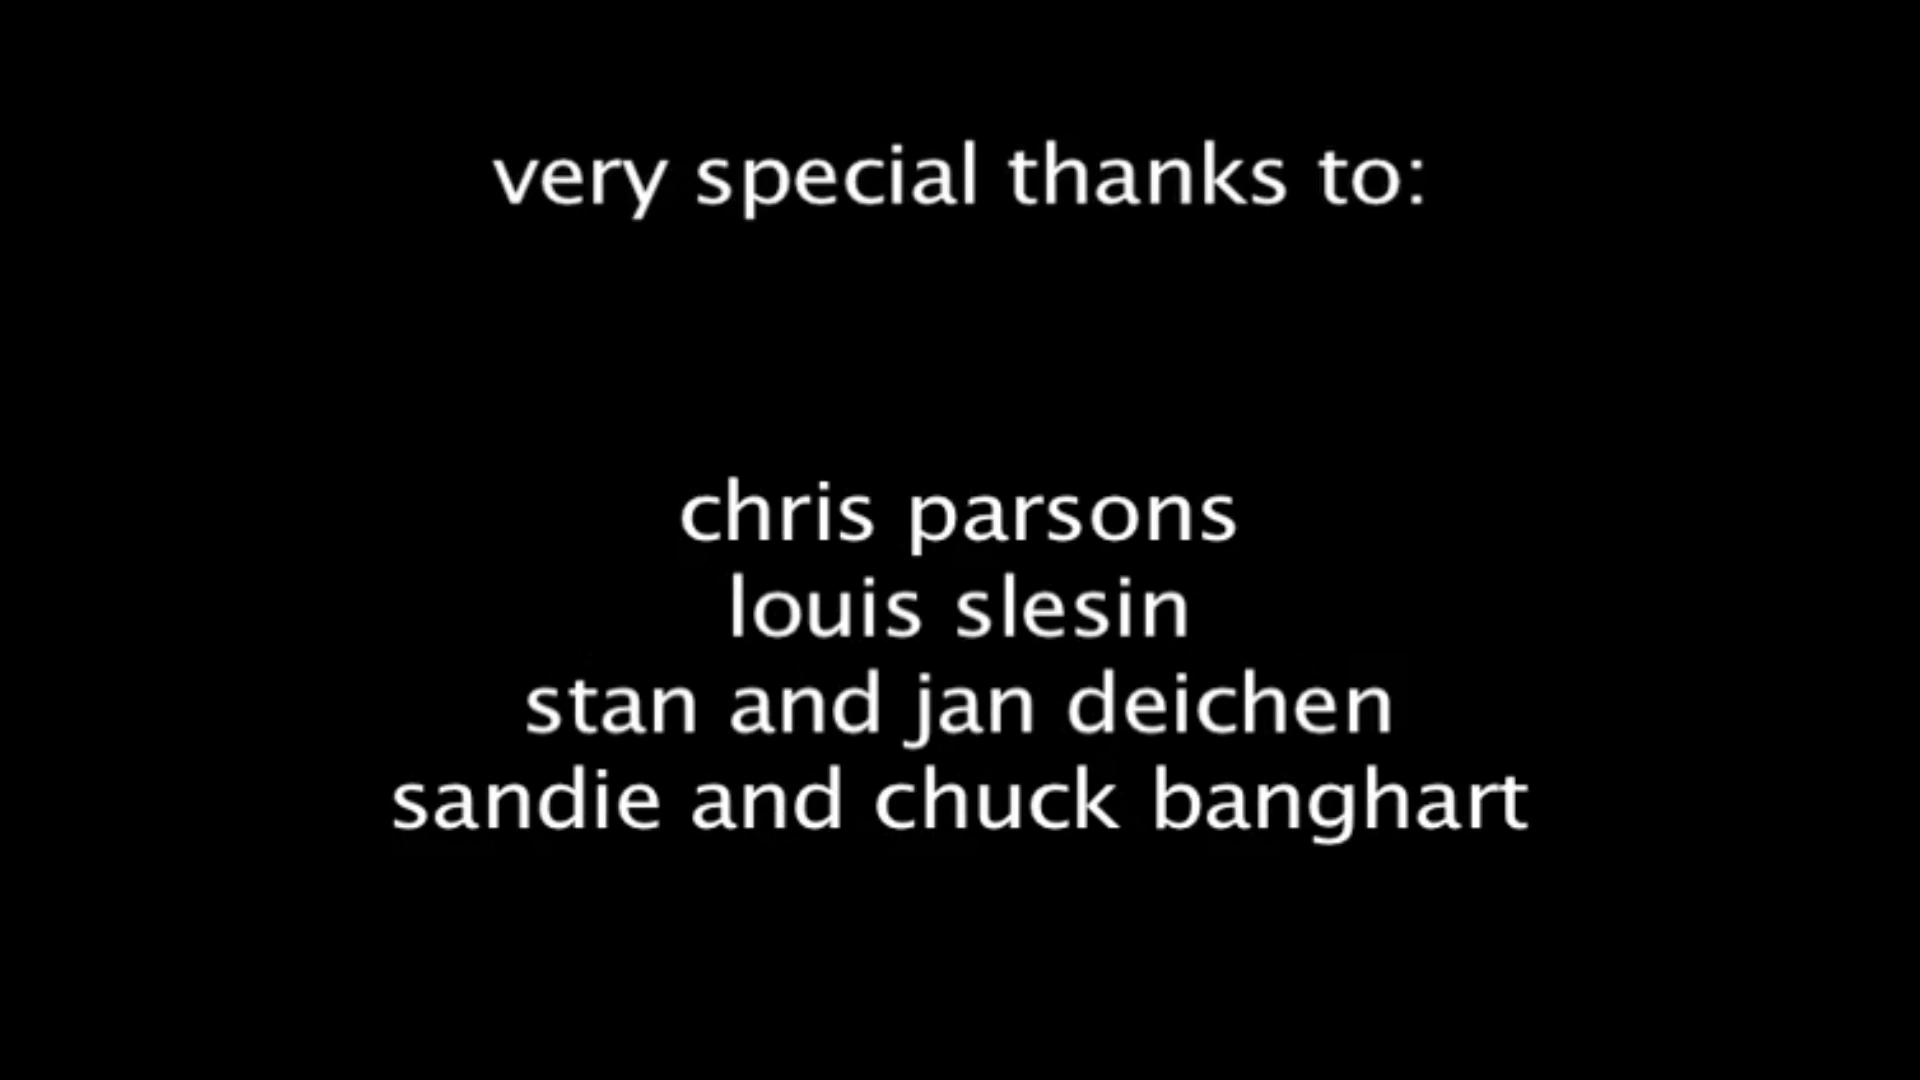 very special thanks to:
chris parsons
louis slesin
stan and jan deichen
sandie and chuck banghart